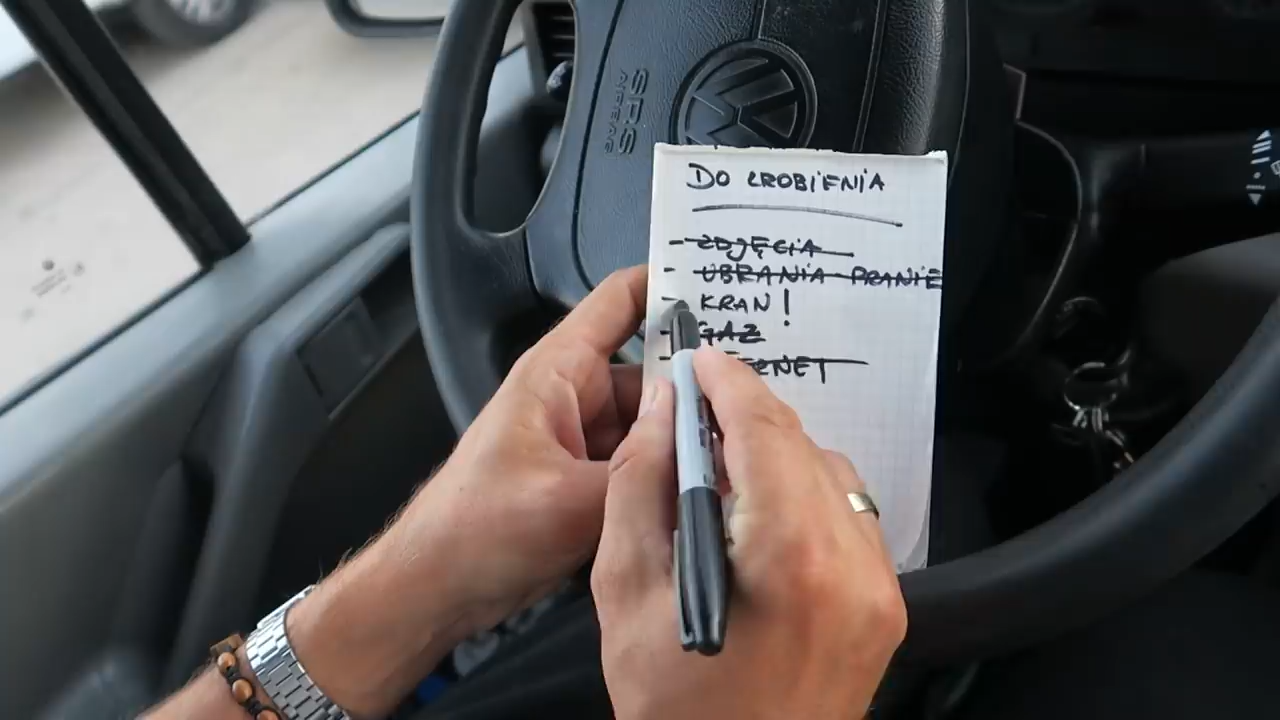 SRS
AIRBAG
DO ZROBIENIA
- ZDJĘCIA
- UBRANIA PRANIE
- KRAN!
- GAZ